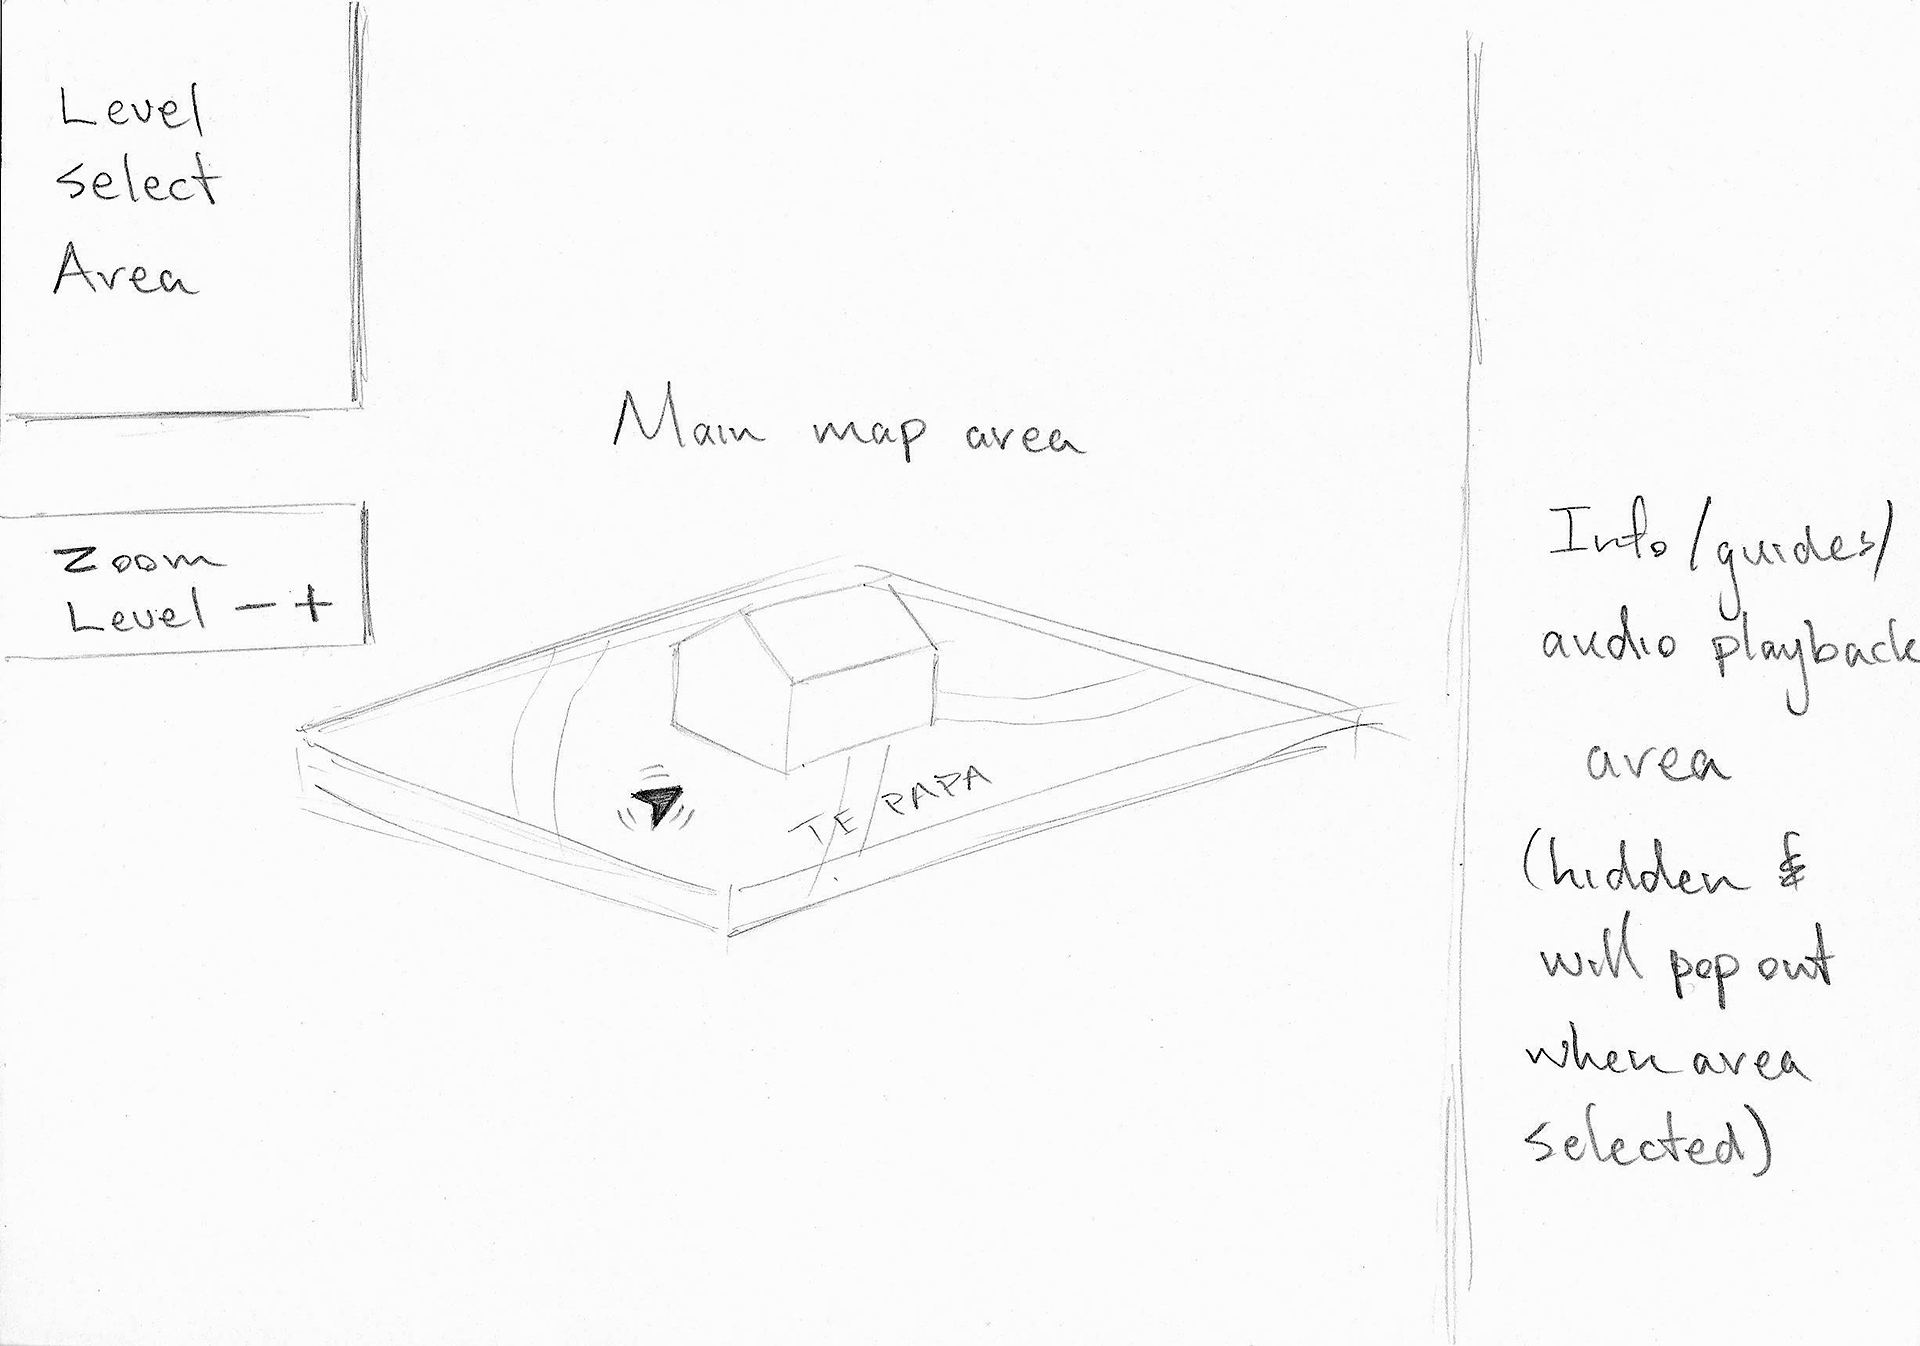 Level
select
Area
Zoom
Level - +
Main map area
TE PAPA
Info/guides/
audio playback
area
(hidden &
will pop out
when area
selected)